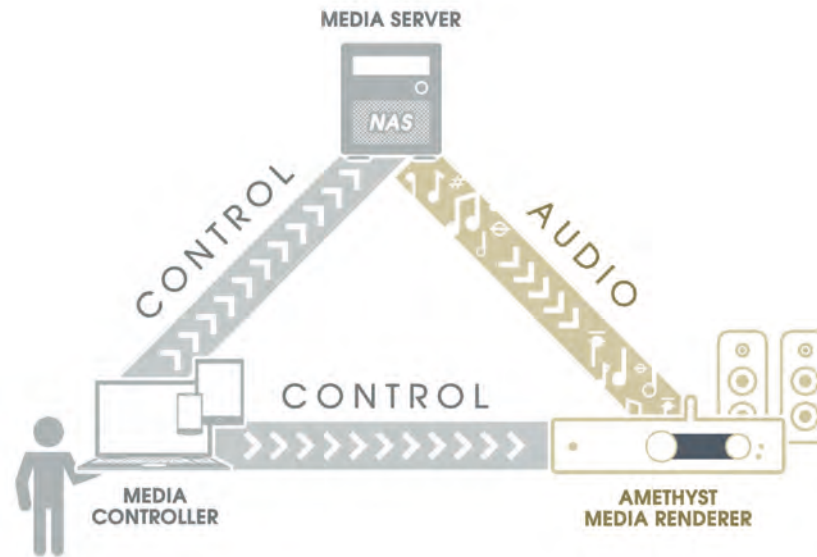 MEDIA SERVER
NAS
CONTROL
AUDIO
CONTROL
MEDIA
CONTROLLER
AMETHYST
MEDIA RENDERER